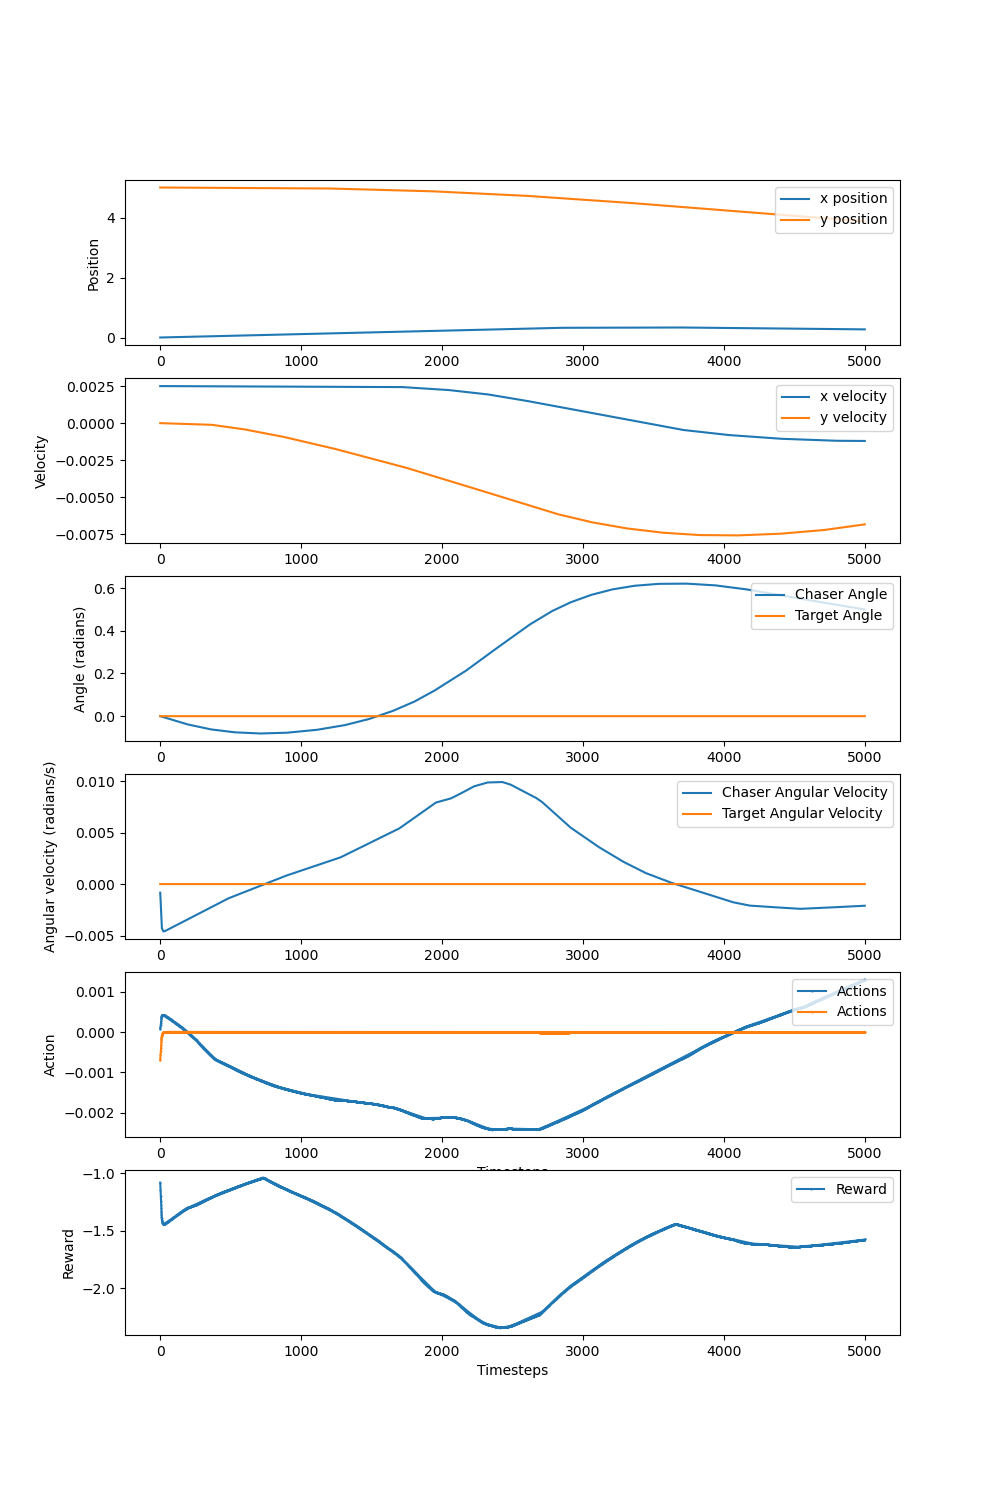 x position
y position
4
2
0
Position
0 1000 2000 3000 4000 5000
x velocity
y velocity
0.0025
0.0000
−0.0025
−0.0050
−0.0075
Velocity
0 1000 2000 3000 4000 5000
Chaser Angle
Target Angle
0.6
0.4
0.2
0.0
Angle (radians)
0 1000 2000 3000 4000 5000
Chaser Angular Velocity
Target Angular Velocity
0.010
0.005
0.000
−0.005
Angular velocity (radians/s)
0 1000 2000 3000 4000 5000
Actions
Actions
0.001
0.000
−0.001
−0.002
Action
0 1000 2000 3000 4000 5000
Timesteps
Reward
−1.0
−1.5
−2.0
Reward
0 1000 2000 3000 4000 5000
Timesteps